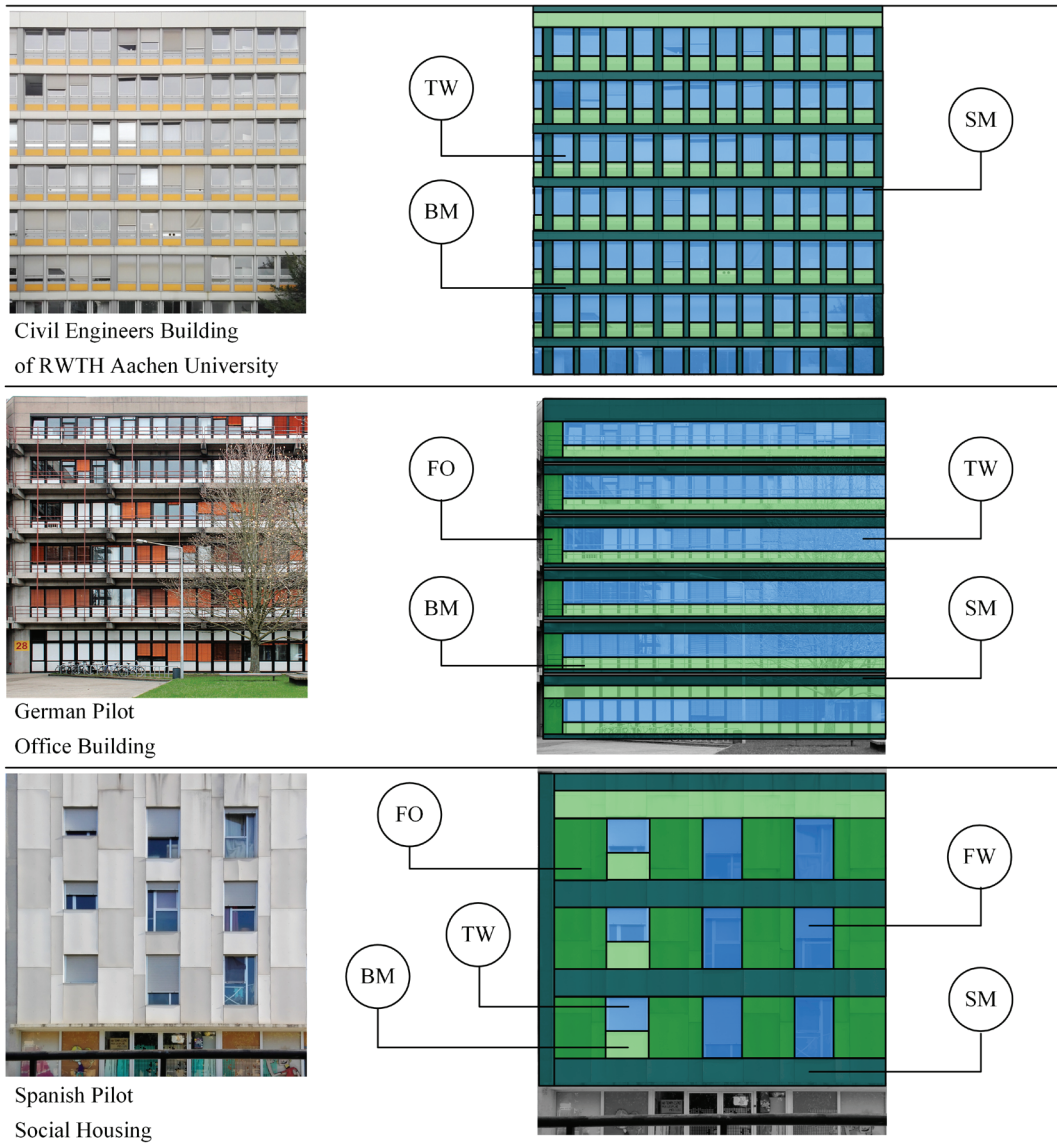 TW
SM
BM
Civil Engineers Building
of RWTH Aachen University
FO
TW
BM
SM
28
German Pilot
Office Building
FO
FW
TW
BM
SM
Spanish Pilot
Social Housing